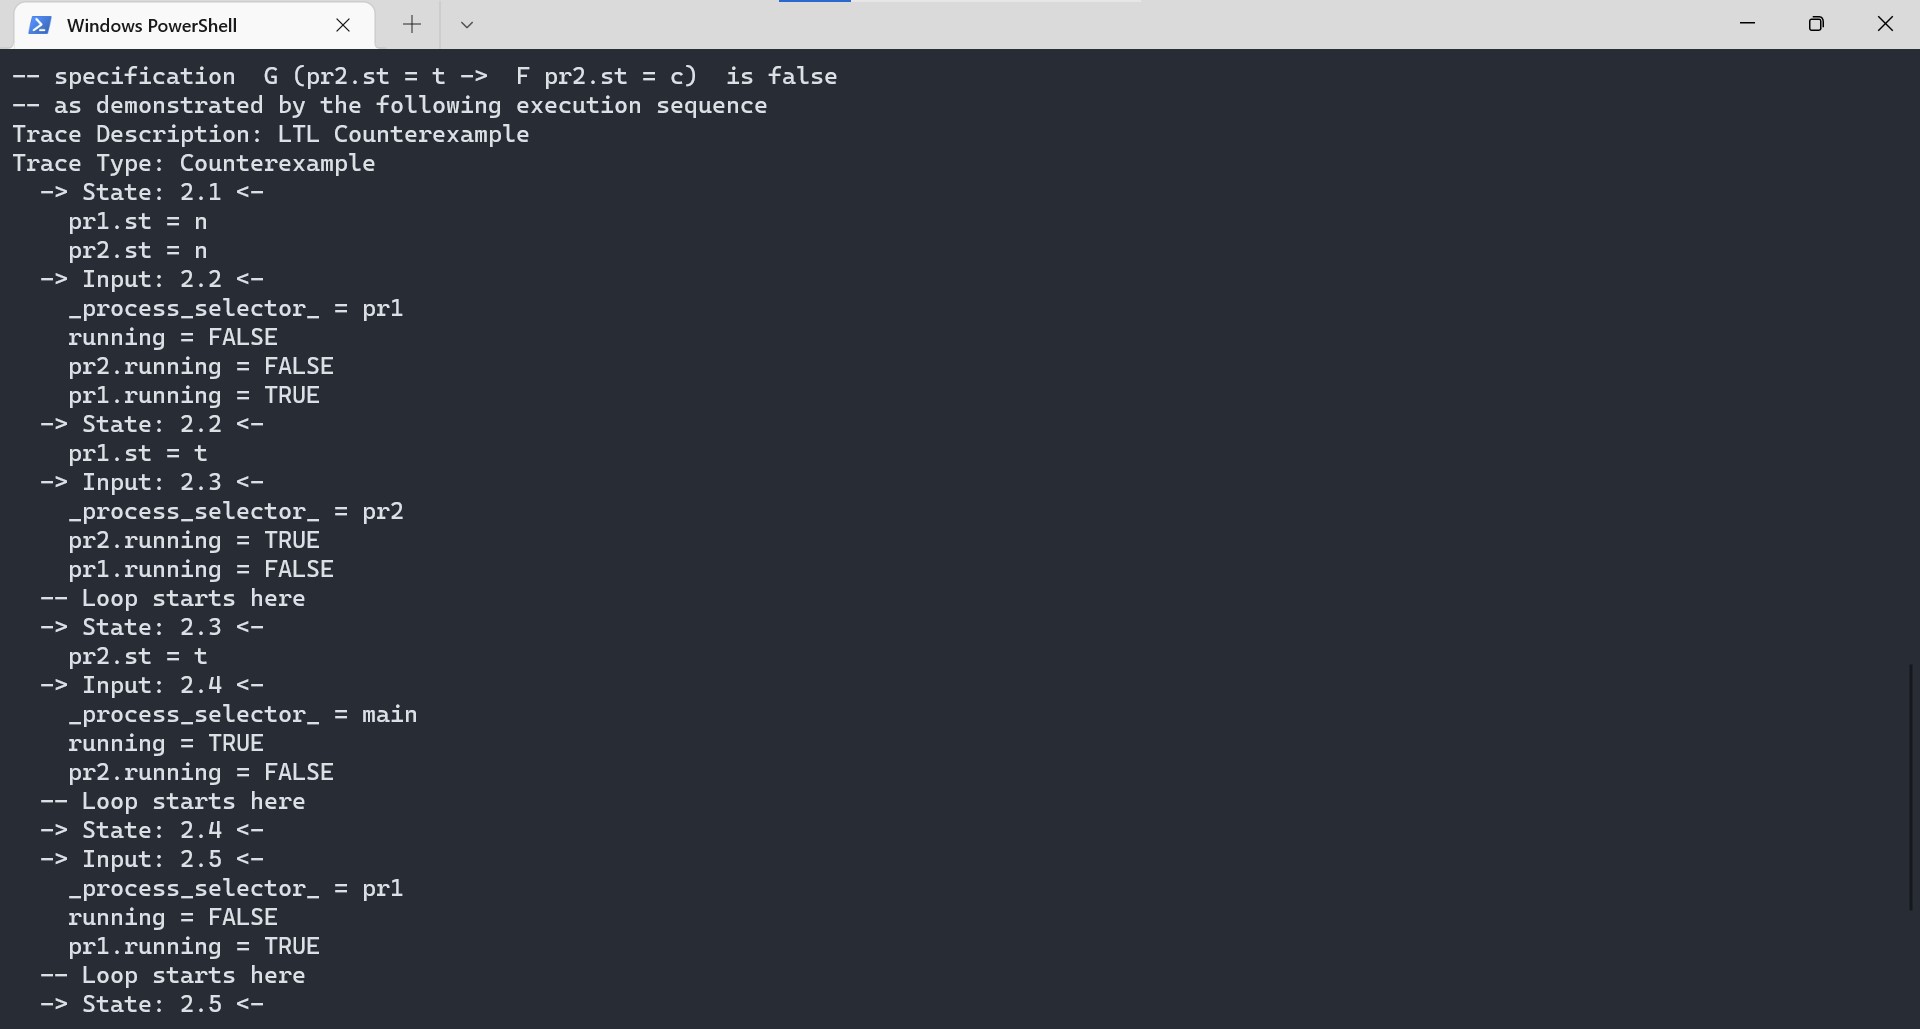 Windows PowerShell
-- specification  G (pr2.st = t ->  F pr2.st = c)  is false
-- as demonstrated by the following execution sequence
Trace Description: LTL Counterexample
Trace Type: Counterexample
  -> State: 2.1 <-
    pr1.st = n
    pr2.st = n
  -> Input: 2.2 <-
    _process_selector_ = pr1
    running = FALSE
    pr2.running = FALSE
    pr1.running = TRUE
  -> State: 2.2 <-
    pr1.st = t
  -> Input: 2.3 <-
    _process_selector_ = pr2
    pr2.running = TRUE
    pr1.running = FALSE
  -- Loop starts here
  -> State: 2.3 <-
    pr2.st = t
  -> Input: 2.4 <-
    _process_selector_ = main
    running = TRUE
    pr2.running = FALSE
  -- Loop starts here
  -> State: 2.4 <-
  -> Input: 2.5 <-
    _process_selector_ = pr1
    running = FALSE
    pr1.running = TRUE
  -- Loop starts here
  -> State: 2.5 <-